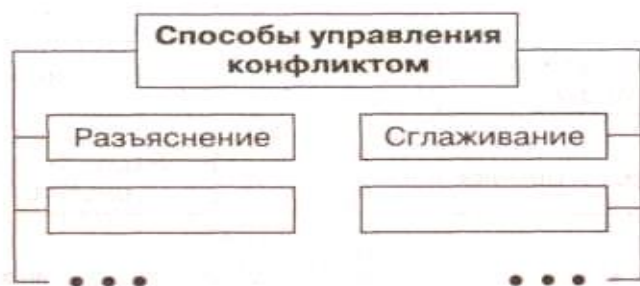 Способы управления
конфликтом
Разъяснение
Сглаживание